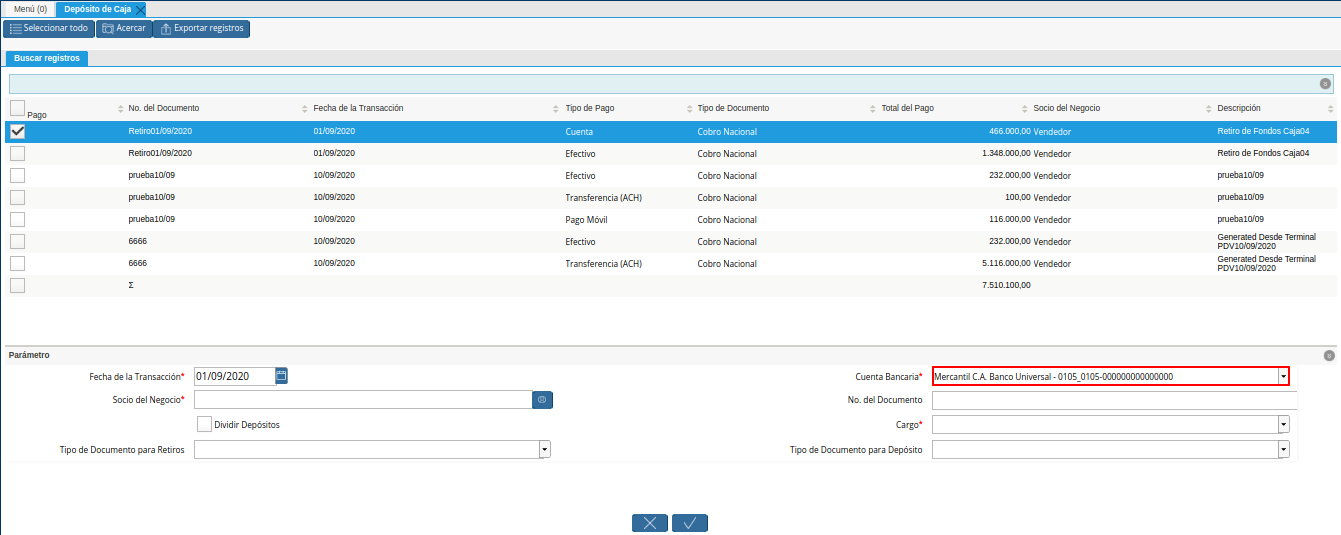 Menú (0) Depósito de Caja
Seleccionar todo Acercar Exportar registros
Buscar registros
Pago No. del Documento Fecha de la Transacción Tipo de Pago Tipo de Documento Total del Pago Socio del Negocio Descripción
Retiro01/09/2020 01/09/2020 Cuenta Cobro Nacional 466.000,00 Vendedor Retiro de Fondos Caja04
Retiro01/09/2020 01/09/2020 Efectivo Cobro Nacional 1.348.000,00 Vendedor Retiro de Fondos Caja04
prueba10/09 10/09/2020 Efectivo Cobro Nacional 232.000,00 Vendedor prueba10/09
prueba10/09 10/09/2020 Transferencia (ACH) Cobro Nacional 100,00 Vendedor prueba10/09
prueba10/09 10/09/2020 Pago Móvil Cobro Nacional 116.000,00 Vendedor prueba10/09
6666 10/09/2020 Efectivo Cobro Nacional 232.000,00 Vendedor Generated Desde Terminal
PDV10/09/2020
6666 10/09/2020 Transferencia (ACH) Cobro Nacional 5.116.000,00 Vendedor Generated Desde Terminal
PDV10/09/2020
Σ 7.510.100,00
Parámetro
Fecha de la Transacción* 01/09/2020 Cuenta Bancaria* Mercantil C.A. Banco Universal - 0105_0105-000000000000000
Socio del Negocio* No. del Documento
Dividir Depósitos Cargo*
Tipo de Documento para Retiros Tipo de Documento para Depósito